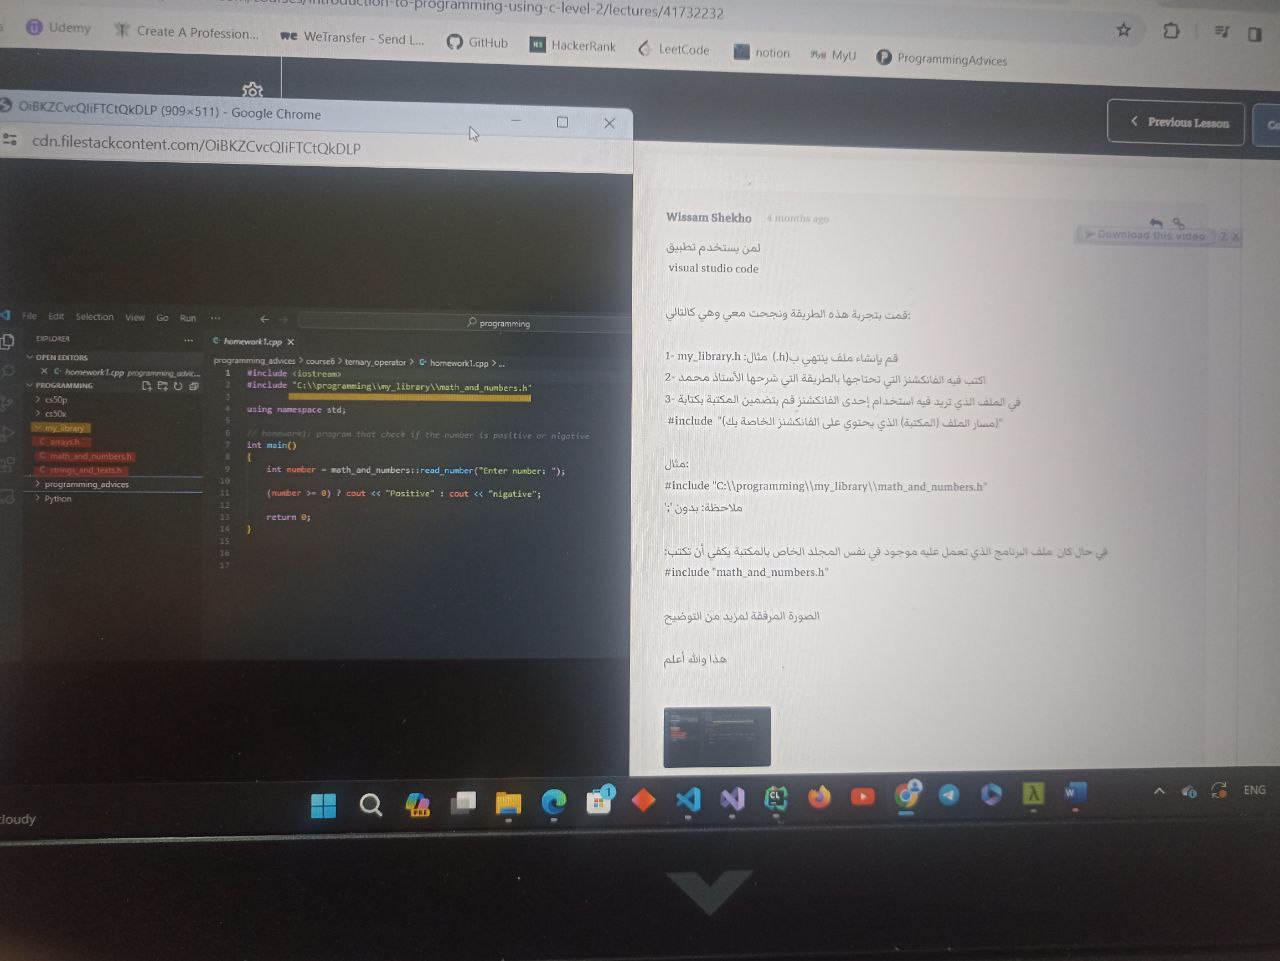 to-programming-using-c-level-2/lectures/41732232
Udemy
Create A Profession...
WeTransfer - Send L...
GitHub
HackerRank
LeetCode
notion
MyU
ProgrammingAdvices
OiBKZCvcQIiFTCtQkDLP (909×511) - Google Chrome
cdn.filestackcontent.com/OiBKZCvcQIiFTCtQkDLP
Previous Lesson
File Edit Selection View Go Run ...
programming
EXPLORER
OPEN EDITORS
homework1.cpp programming_advic...
PROGRAMMING
cs50p
cs50x
my_library
arrays.h
math_and_numbers.h
strings_and_texts.h
programming_advices
Python
homework1.cpp
programming_advices > course6 > ternary_operator > homework1.cpp > ...
1 #include <iostream>
2 #include "C:\\programming\\my_library\\math_and_numbers.h"
3
4 using namespace std;
5
6 // homework1: program that check if the number is positive or nigative
7 int main()
8 {
9 int number = math_and_numbers::read_number("Enter number: ");
10
11 (number >= 0) ? cout << "Positive" : cout << "nigative";
12
13 return 0;
14 }
15
16
17
Wissam Shekho 4 months ago
Download this video
لمن يستخدم تطبيق
visual studio code
قمت بتجربة هذه الطريقة ونجحت معي وهي كالتالي:
1- my_library.h :مثال (.h)قم بإنشاء ملف ينتهي ب
2- اكتب فيه الفانكشنز التي تحتاجها بالطريقة التي شرحها الأستاذ محمد
3- في الملف الذي تريد فيه استخدام إحدى الفانكشنز قم بتضمين المكتبة بكتابة
#include "(مسار الملف (المكتبة) الذي يحتوي على الفانكشنز الخاصة بك)"
مثال:
#include "C:\\programming\\my_library\\math_and_numbers.h"
ملاحظة: بدون ';'
في حال كان ملف البرنامج الذي تعمل عليه موجود في نفس المجلد الخاص بالمكتبة يكفي أن تكتب:
#include "math_and_numbers.h"
الصورة المرفقة لمزيد من التوضيح
هذا والله أعلم
cloudy
PRE
1
CL
W
ENG